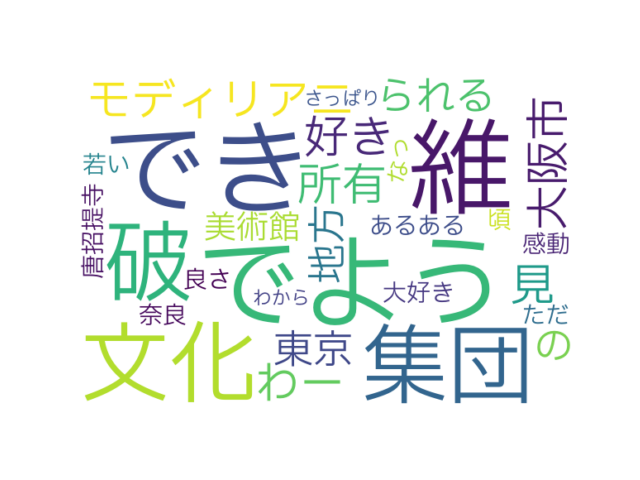 モディリアニ
さっぱり
られる
でき
好き
維
大阪市
若い
所有
なっ
唐招提寺
破
美術館
地方
あるある
頃
感動
良さ
でよう
見
奈良
わから
大好き
ただ
文化
東京
集団
の
わー